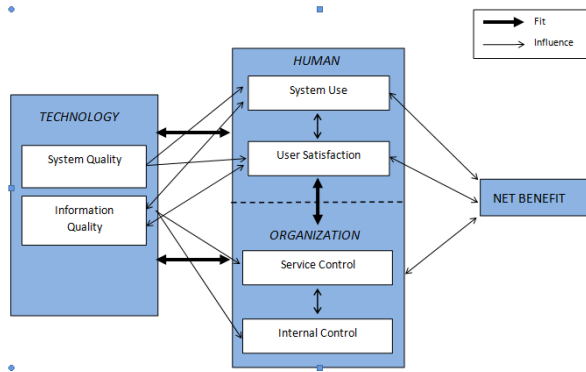 Fit
Influence
HUMAN
System Use
User Satisfaction
TECHNOLOGY
System Quality
Information
Quality
ORGANIZATION
Service Control
Internal Control
NET BENEFIT